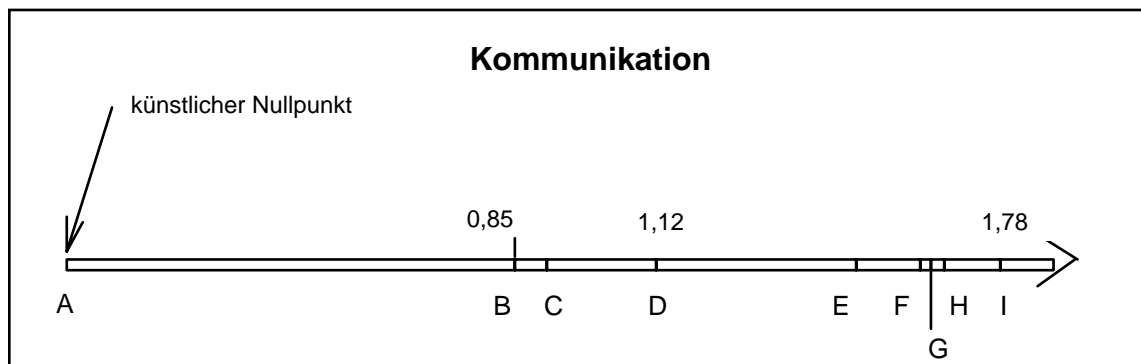 Kommunikation
künstlicher Nullpunkt
0,85 1,12 1,78
A B C D E F H I
G